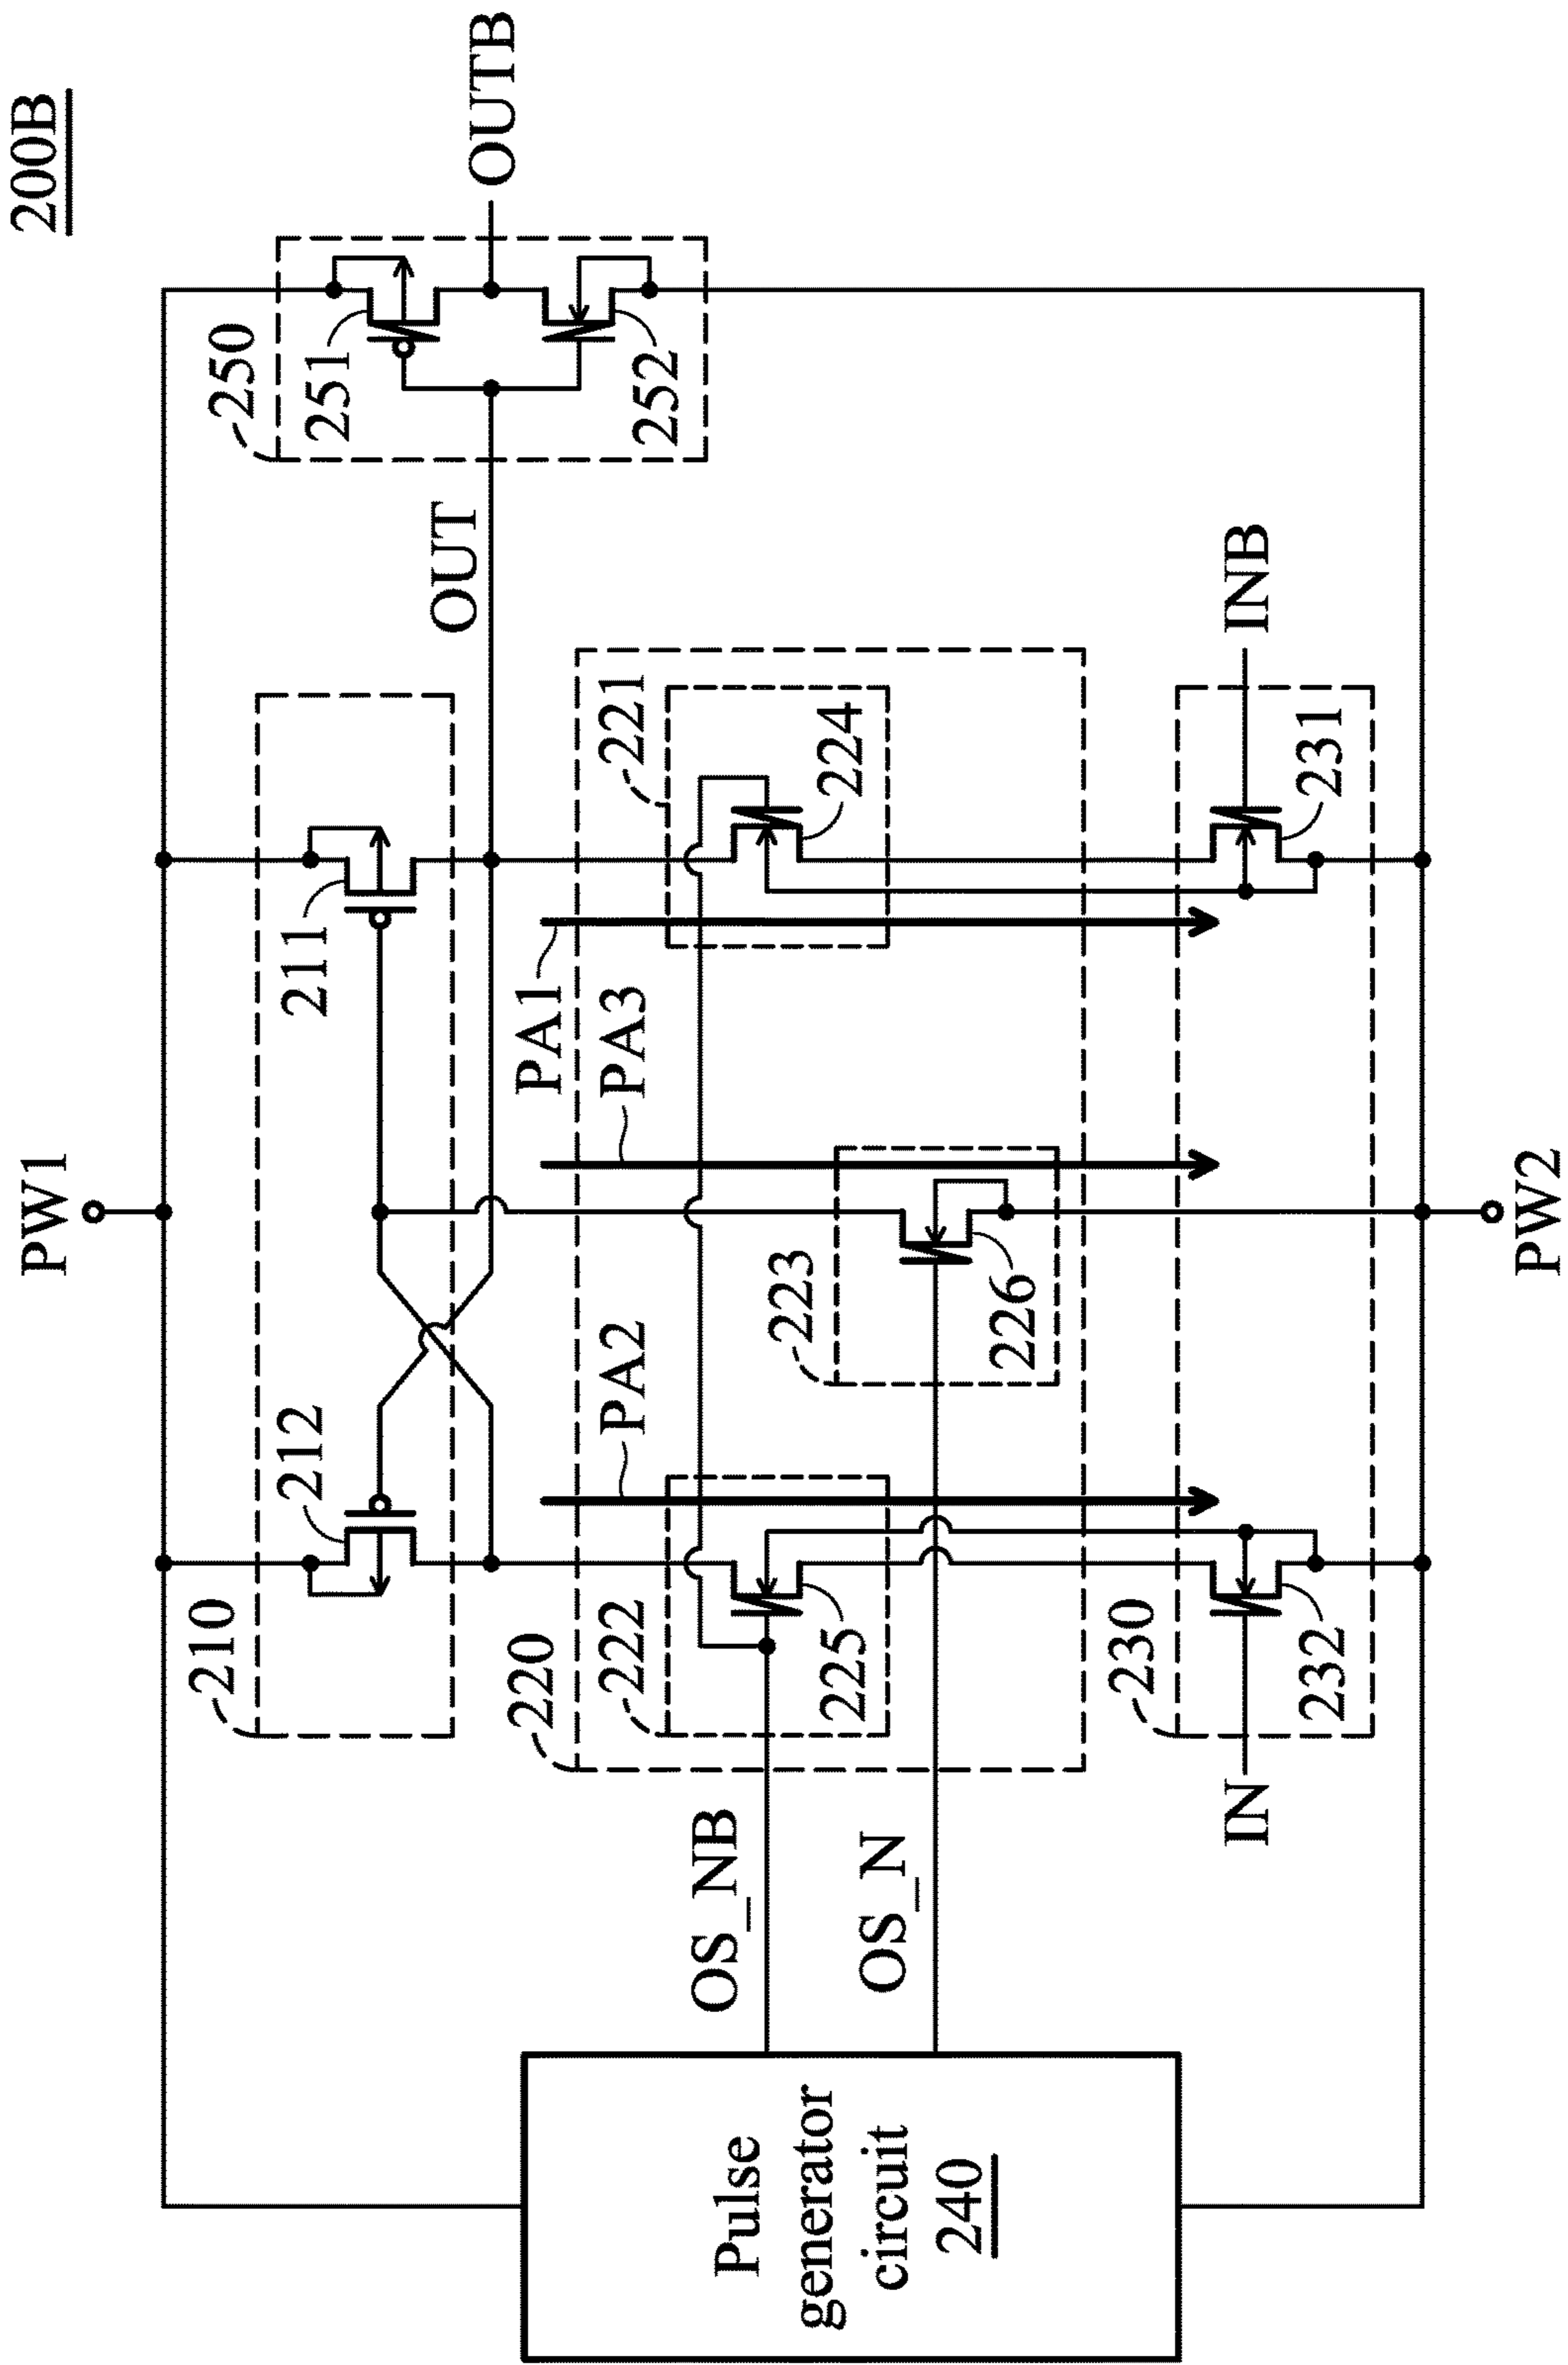 200B
PW1
210
212
211
250
251
252
OUTB
OUT
220
222
225
PA2
223
226
PA3
PA1
221
224
OS_NB
OS_N
Pulse
generator
circuit
240
230
232
231
IN
INB
PW2